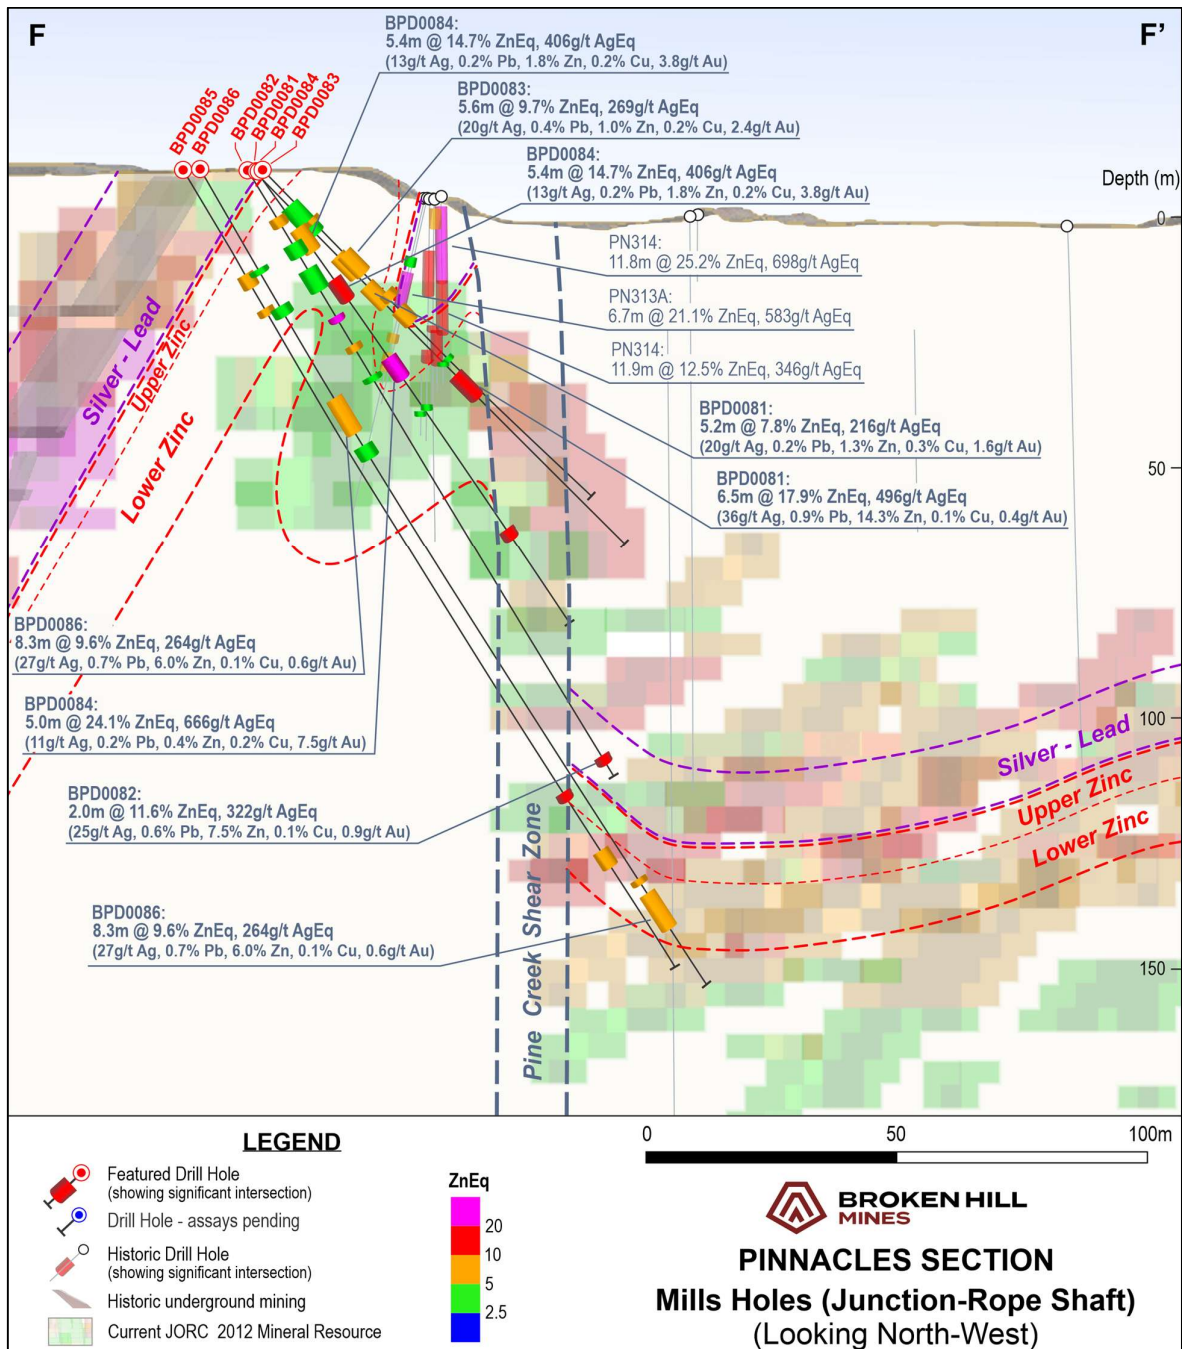 F
F'
BPD0085
BPD0086
BPD0082
BPD0081
BPD0084
BPD0083
BPD0084:
5.4m @ 14.7% ZnEq, 406g/t AgEq
(13g/t Ag, 0.2% Pb, 1.8% Zn, 0.2% Cu, 3.8g/t Au)
BPD0083:
5.6m @ 9.7% ZnEq, 269g/t AgEq
(20g/t Ag, 0.4% Pb, 1.0% Zn, 0.2% Cu, 2.4g/t Au)
BPD0084:
5.4m @ 14.7% ZnEq, 406g/t AgEq
(13g/t Ag, 0.2% Pb, 1.8% Zn, 0.2% Cu, 3.8g/t Au)
Depth (m)
0
PN314:
11.8m @ 25.2% ZnEq, 698g/t AgEq
PN313A:
6.7m @ 21.1% ZnEq, 583g/t AgEq
PN314:
11.9m @ 12.5% ZnEq, 346g/t AgEq
BPD0081:
5.2m @ 7.8% ZnEq, 216g/t AgEq
(20g/t Ag, 0.2% Pb, 1.3% Zn, 0.3% Cu, 1.6g/t Au)
50
BPD0081:
6.5m @ 17.9% ZnEq, 496g/t AgEq
(36g/t Ag, 0.9% Pb, 14.3% Zn, 0.1% Cu, 0.4g/t Au)
Silver - Lead
Upper Zinc
Lower Zinc
BPD0086:
8.3m @ 9.6% ZnEq, 264g/t AgEq
(27g/t Ag, 0.7% Pb, 6.0% Zn, 0.1% Cu, 0.6g/t Au)
BPD0084:
5.0m @ 24.1% ZnEq, 666g/t AgEq
(11g/t Ag, 0.2% Pb, 0.4% Zn, 0.2% Cu, 7.5g/t Au)
100
Silver - Lead
Upper Zinc
Lower Zinc
BPD0082:
2.0m @ 11.6% ZnEq, 322g/t AgEq
(25g/t Ag, 0.6% Pb, 7.5% Zn, 0.1% Cu, 0.9g/t Au)
BPD0086:
8.3m @ 9.6% ZnEq, 264g/t AgEq
(27g/t Ag, 0.7% Pb, 6.0% Zn, 0.1% Cu, 0.6g/t Au)
Pine Creek Shear Zone
150
LEGEND
Featured Drill Hole
(showing significant intersection)
Drill Hole - assays pending
Historic Drill Hole
(showing significant intersection)
Historic underground mining
Current JORC 2012 Mineral Resource
ZnEq
20
10
5
2.5
0
50
100m
BROKEN HILL
MINES
PINNACLES SECTION
Mills Holes (Junction-Rope Shaft)
(Looking North-West)